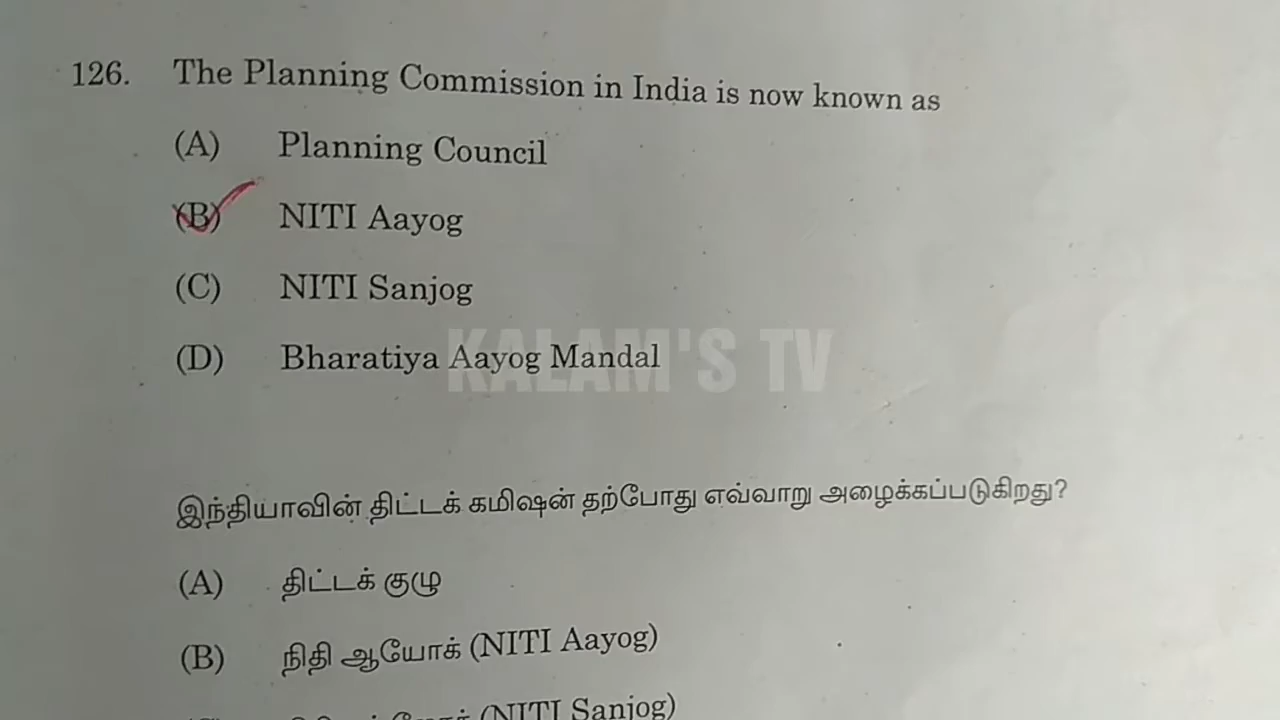 126. The Planning Commission in India is now known as
(A) Planning Council
(B) NITI Aayog
(C) NITI Sanjog
(D) Bharatiya Aayog Mandal
KALAM'S TV
இந்தியாவின் திட்டக் கமிஷன் தற்போது எவ்வாறு அழைக்கப்படுகிறது?
(A) திட்டக் குழு
(B) நிதி ஆயோக் (NITI Aayog)
(NITI Sanjog)